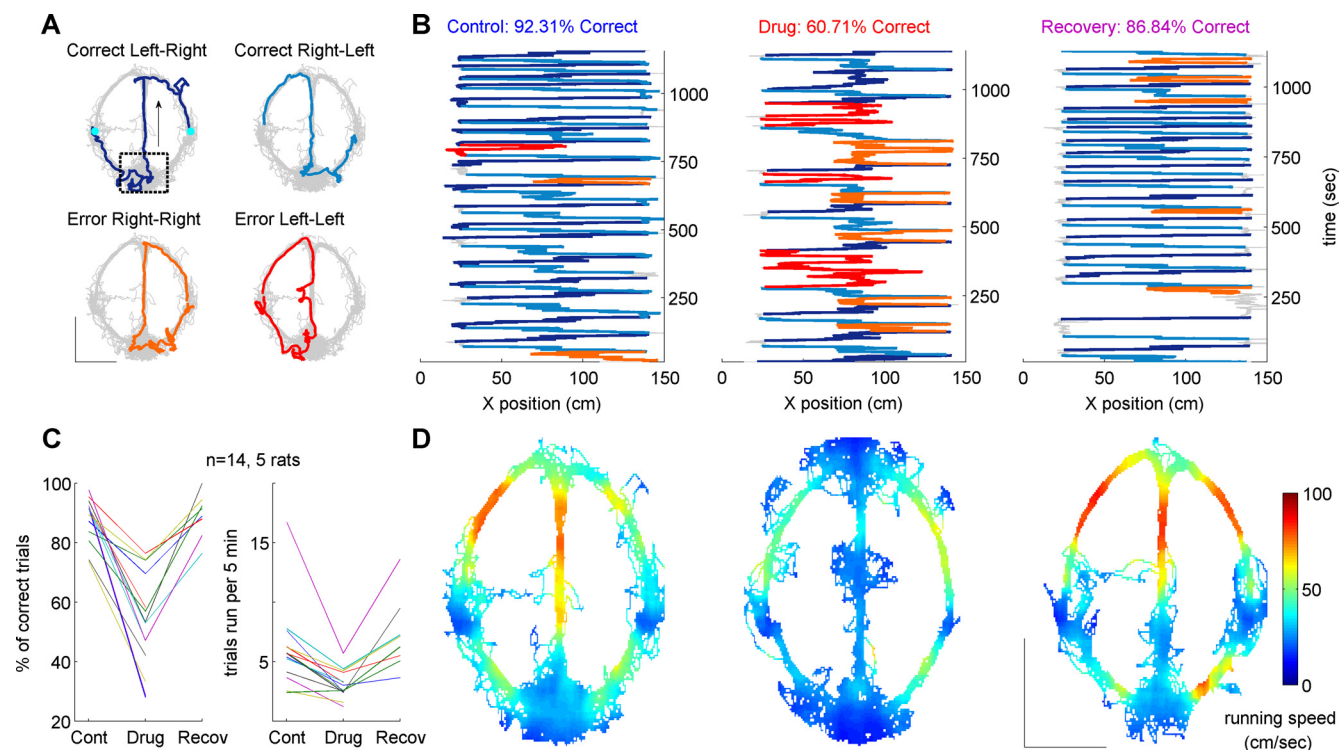 A
Correct Left-Right
Correct Right-Left
Error Right-Right
Error Left-Left
B
Control: 92.31% Correct
Drug: 60.71% Correct
Recovery: 86.84% Correct
1000
750
500
250
0 50 100 150
X position (cm)
1000
750
500
250
0 50 100 150
X position (cm)
1000
750
500
250
time (sec)
0 50 100 150
X position (cm)
C
n=14, 5 rats
% of correct trials
100
80
60
40
20
Cont Drug Recov
trials run per 5 min
15
5
Cont Drug Recov
D
100
50
0
running speed
(cm/sec)